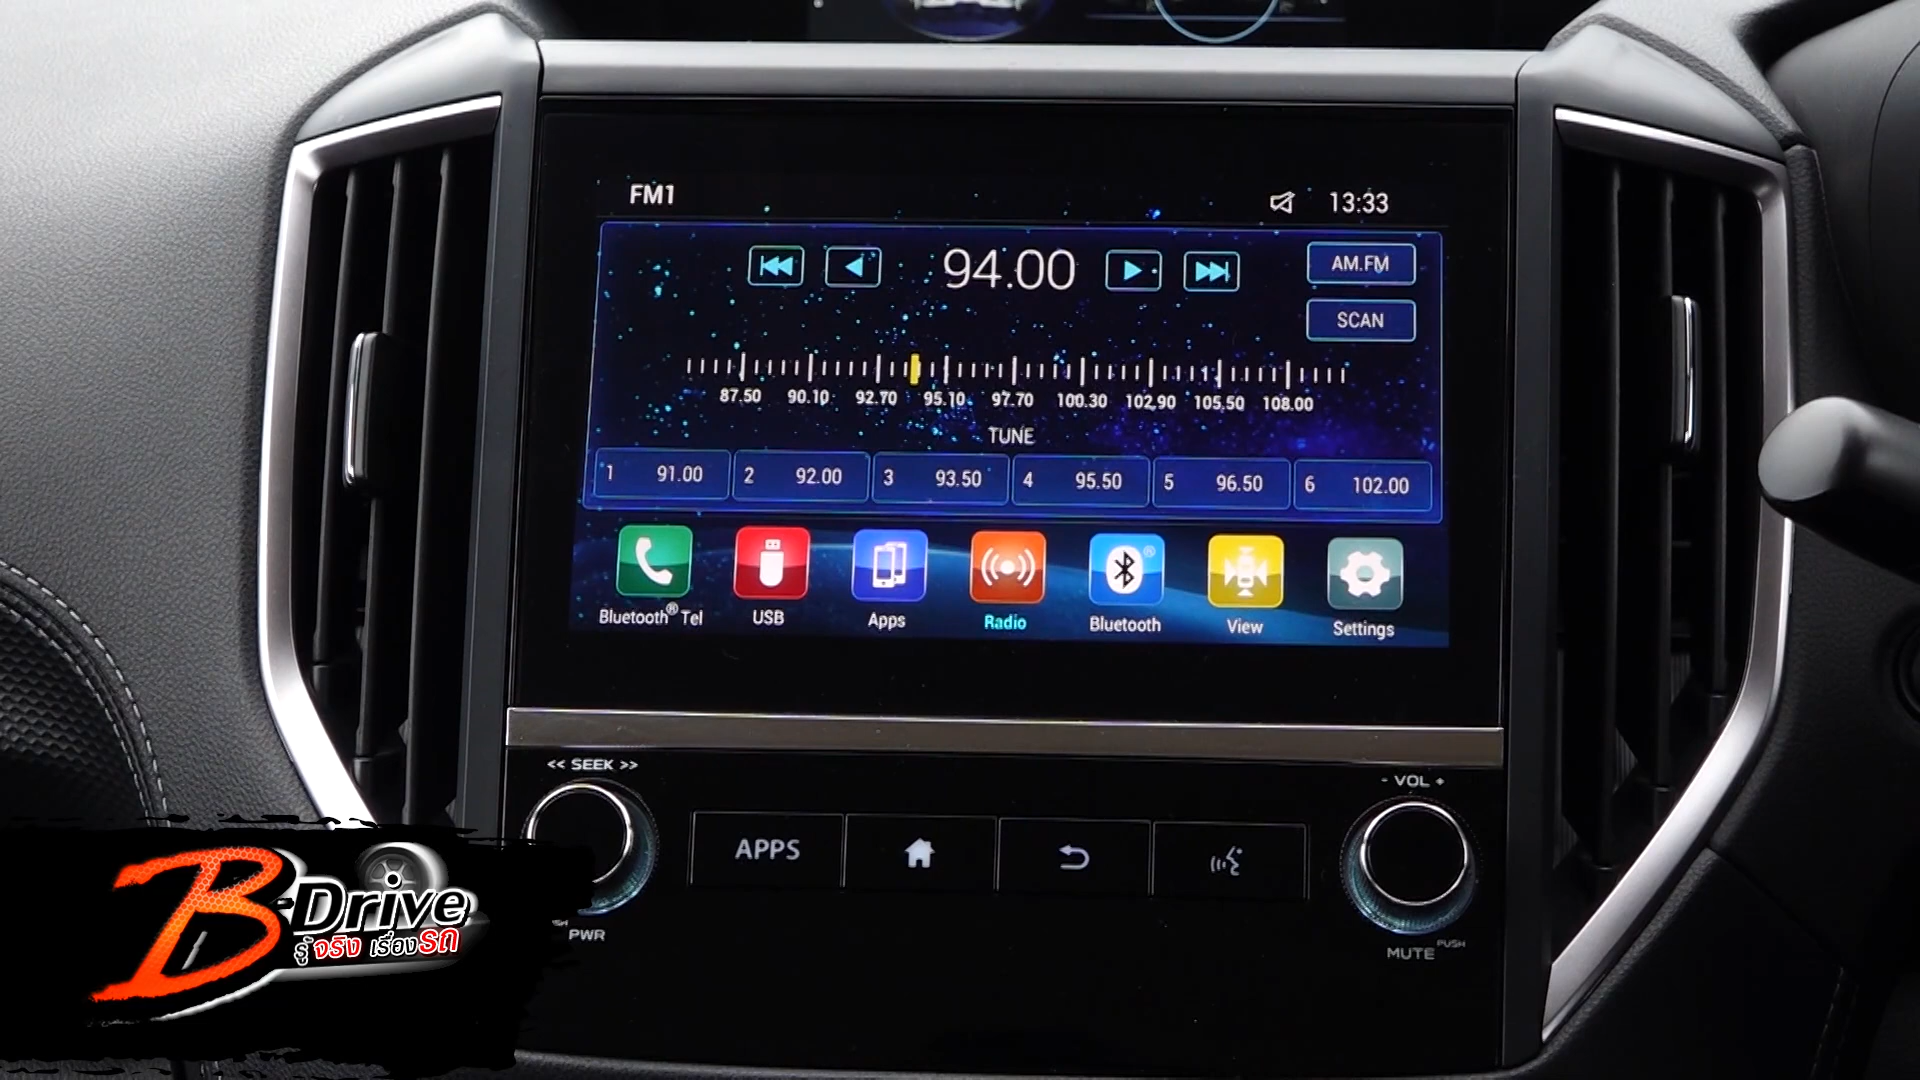 FM1
13:33
94.00
AM.FM
SCAN
87.50 90.10 92.70 95.10 97.70 100.30 102.90 105.50 108.00
TUNE
1 91.00 2 92.00 3 93.50 4 95.50 5 96.50 6 102.00
Bluetooth® Tel USB Apps Radio Bluetooth View Settings
<< SEEK >>
- VOL +
APPS
PWR
MUTE PUSH
B-Drive
รู้จริง เรื่องรถ